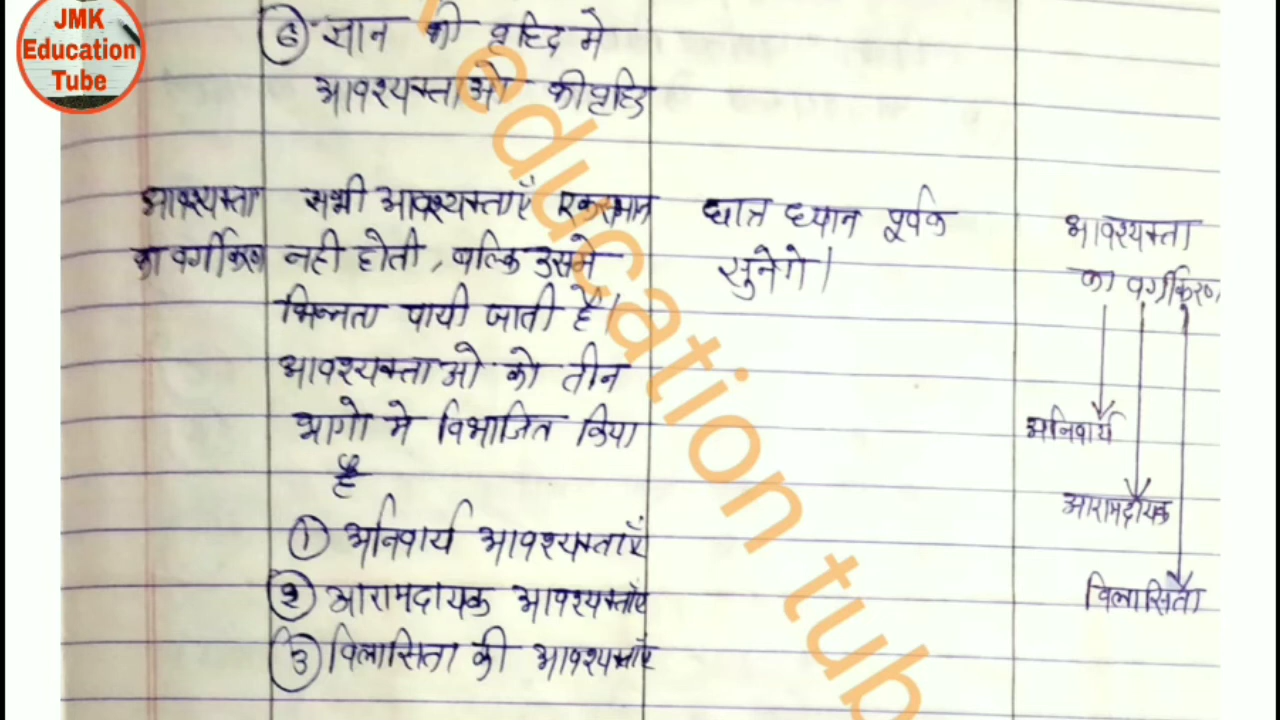 JMK
Education
Tube
6 ज्ञान की वृद्धि मे
आवश्यक्ताओ की वृद्धि
आवश्यक्ता
का वर्गीकरण
सभी आवश्यक्ताएँ एकसमान
नही होती, बल्कि उसमे
भिन्नता पायी जाती है।
आवश्यक्ताओ को तीन
भागो मे विभाजित किया
है
1 अनिवार्य आवश्यक्ताएँ
2 आरामदायक आवश्यक्ताएँ
3 विलासिता की आवश्यक्ताएँ
छात्र ध्यान पूर्वक
सुनेगे।
आवश्यक्ता
का वर्गीकरण
अनिवार्य
आरामदायक
विलासिता
education tub